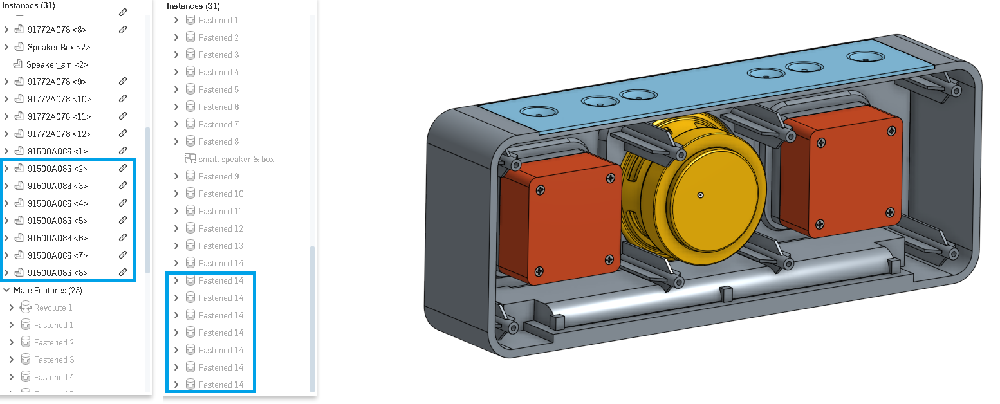 Instances (31)
91772A078 <8>
Speaker Box <2>
Speaker_sm <2>
91772A078 <9>
91772A078 <10>
91772A078 <11>
91772A078 <12>
91500A086 <1>
91500A086 <2>
91500A086 <3>
91500A086 <4>
91500A086 <5>
91500A086 <6>
91500A086 <7>
91500A086 <8>
Mate Features (23)
Revolute 1
Fastened 1
Fastened 2
Fastened 3
Fastened 4
Instances (31)
Fastened 1
Fastened 2
Fastened 3
Fastened 4
Fastened 5
Fastened 6
Fastened 7
Fastened 8
small speaker & box
Fastened 9
Fastened 10
Fastened 11
Fastened 12
Fastened 13
Fastened 14
Fastened 14
Fastened 14
Fastened 14
Fastened 14
Fastened 14
Fastened 14
Fastened 14